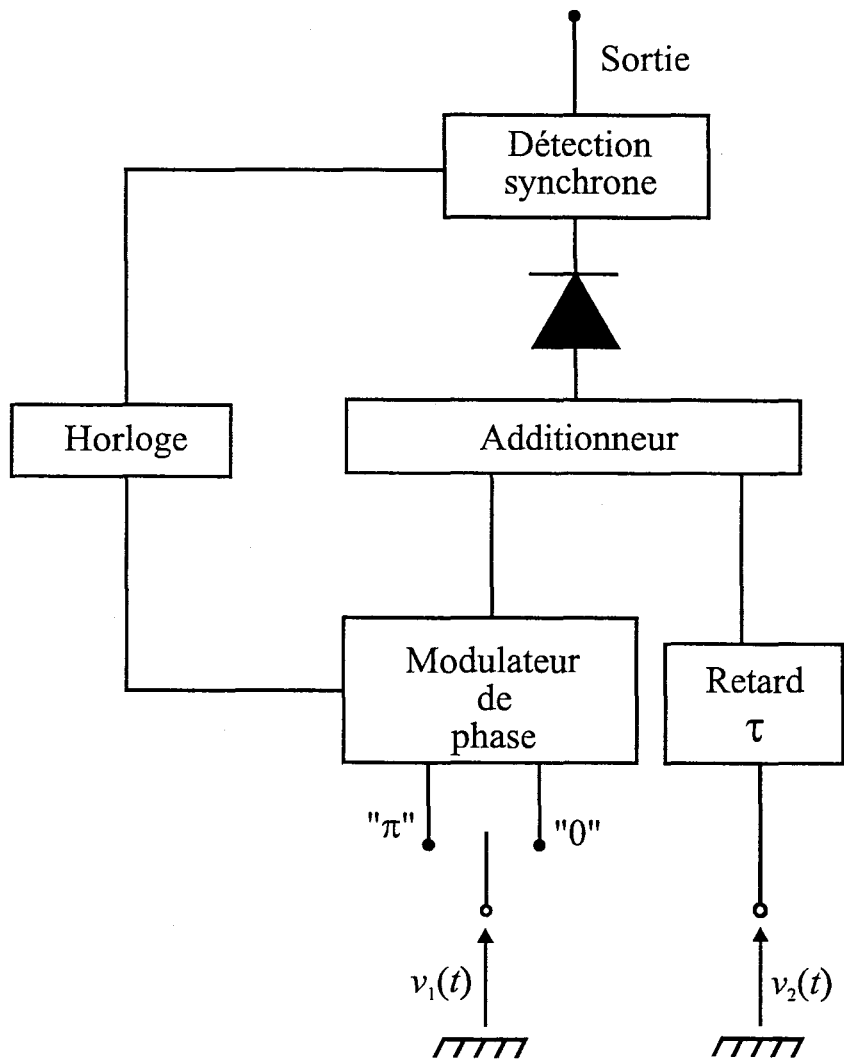 Sortie
Détection
synchrone
Horloge
Additionneur
Modulateur
de
phase
Retard
τ
"π"
"0"
v₁(t)
v₂(t)